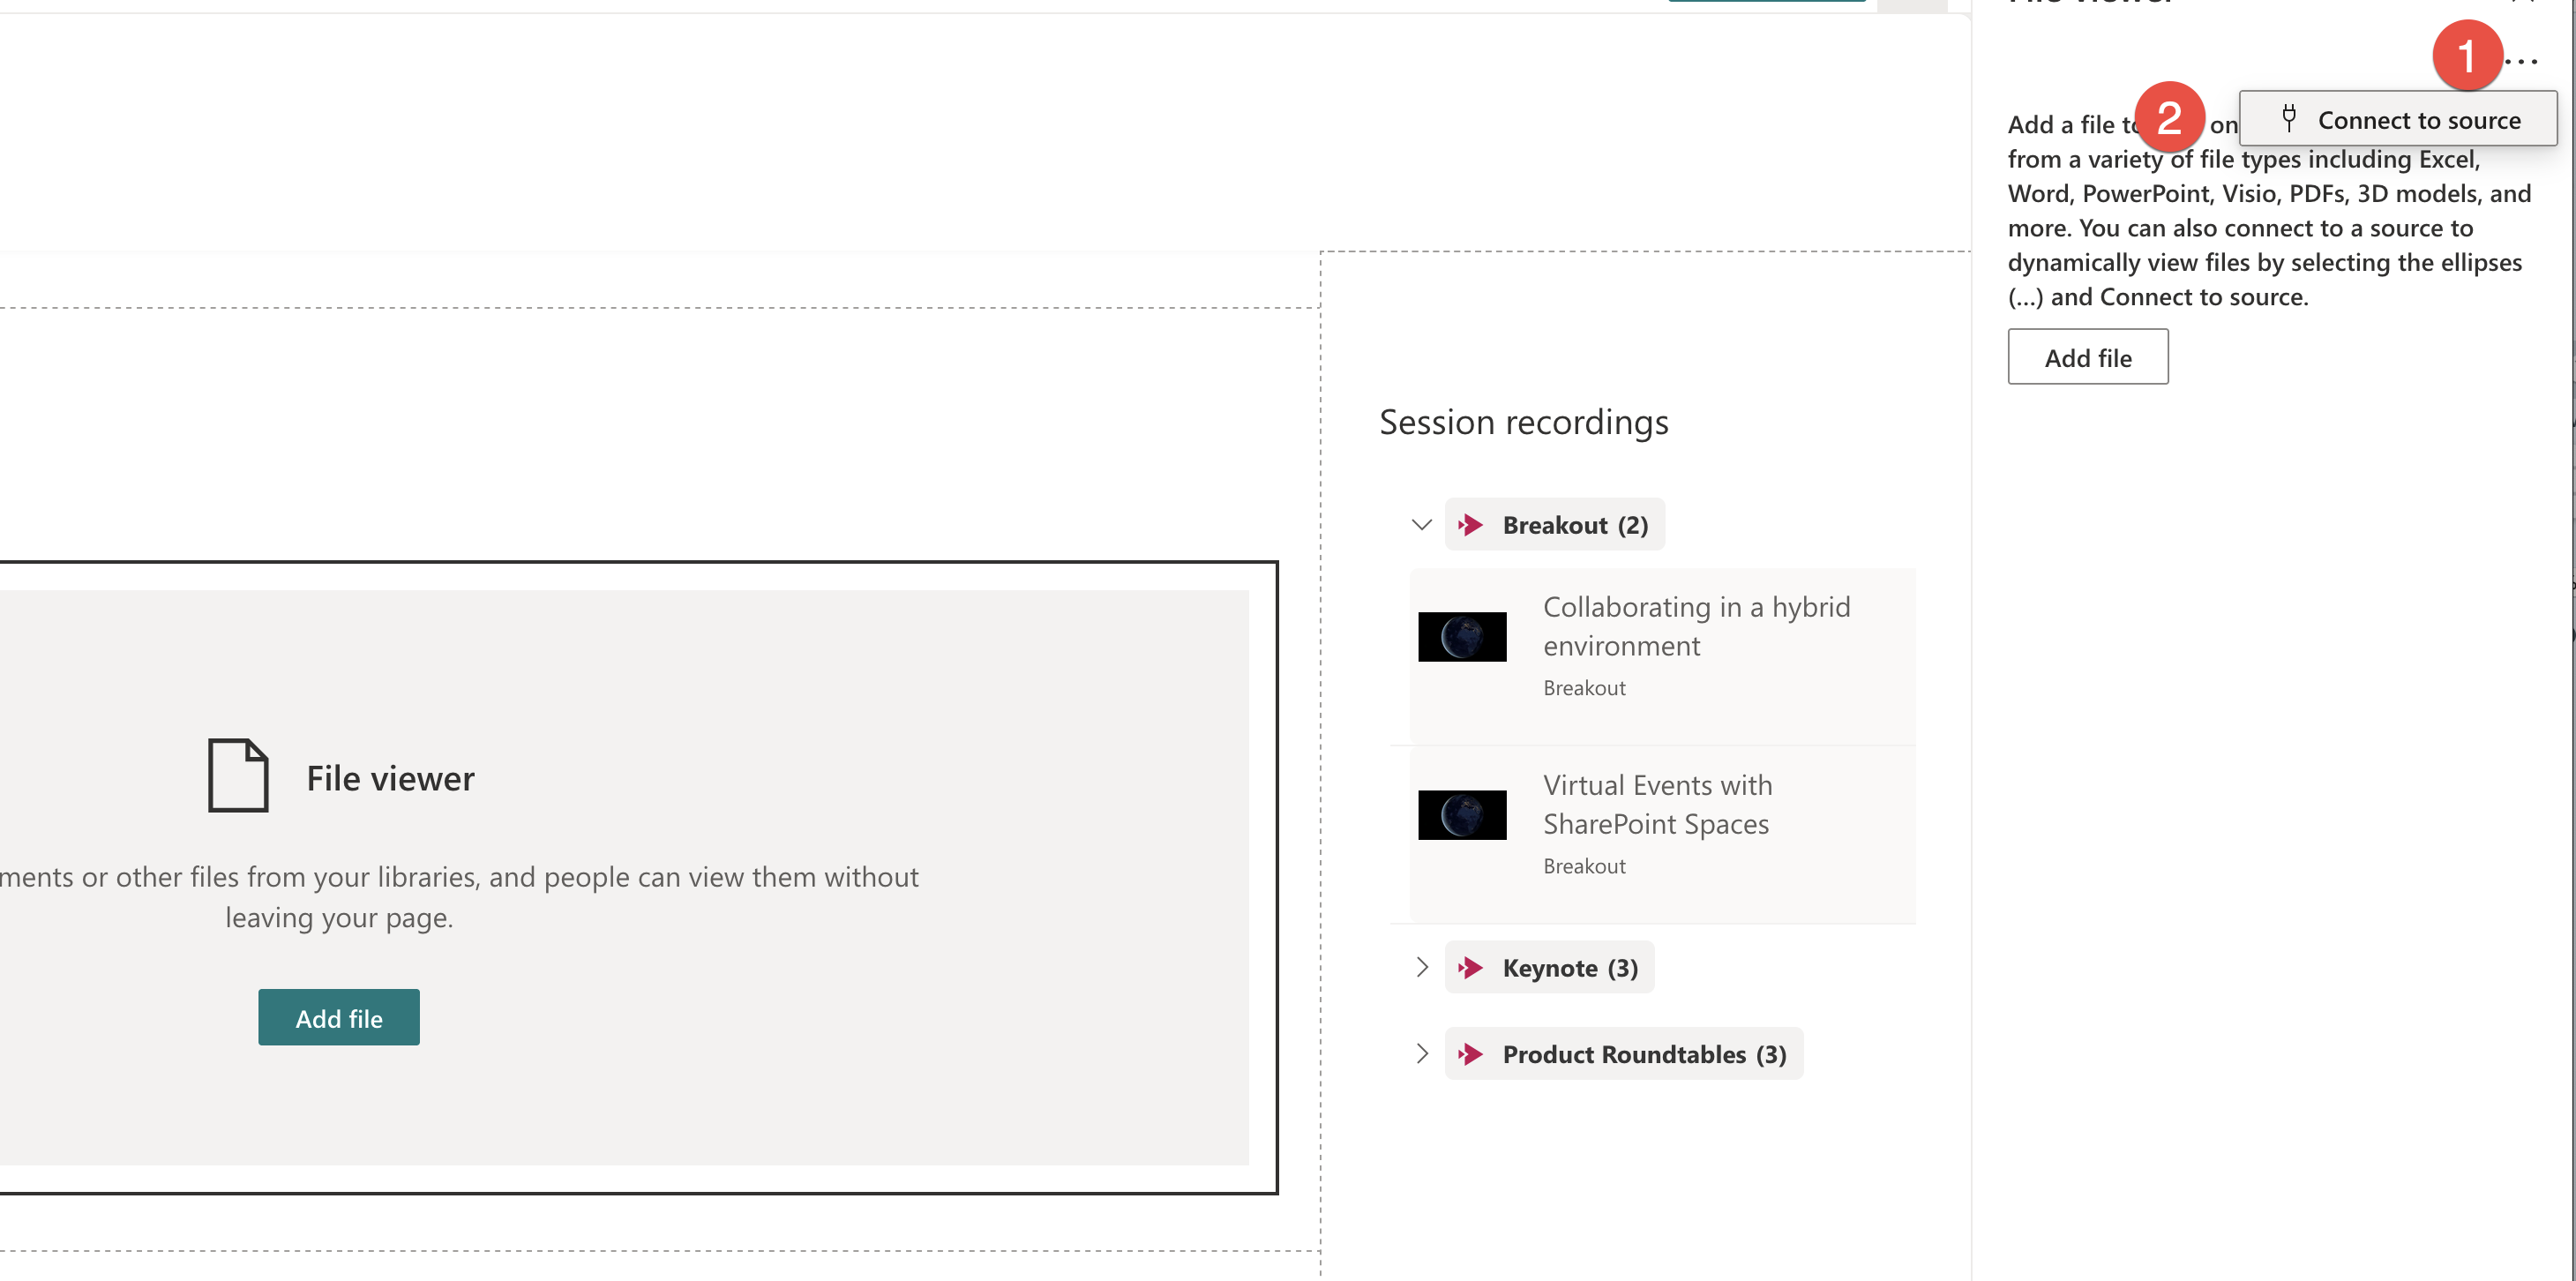 File viewer
1
...
2
Connect to source
Add a file to on
from a variety of file types including Excel,
Word, PowerPoint, Visio, PDFs, 3D models, and
more. You can also connect to a source to
dynamically view files by selecting the ellipses
(...) and Connect to source.
Add file
Session recordings
Breakout (2)
Collaborating in a hybrid
environment
Breakout
Virtual Events with
SharePoint Spaces
Breakout
Keynote (3)
Product Roundtables (3)
File viewer
ments or other files from your libraries, and people can view them without
leaving your page.
Add file